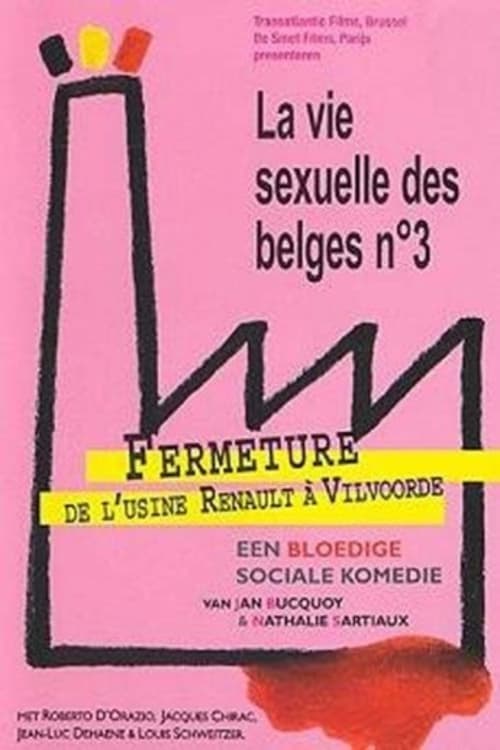 Transatlantic Films, Brussel
De Smet Films, Parijs
presenteren
La vie
sexuelle des
belges n°3
FERMETURE
DE L'USINE RENAULT À VILVOORDE
EEN BLOEDIGE
SOCIALE KOMEDIE
VAN JAN BUCQUOY
& NATHALIE SARTIAUX
MET ROBERTO D'ORAZIO, JACQUES CHIRAC,
JEAN-LUC DEHAENE & LOUIS SCHWEITZER.